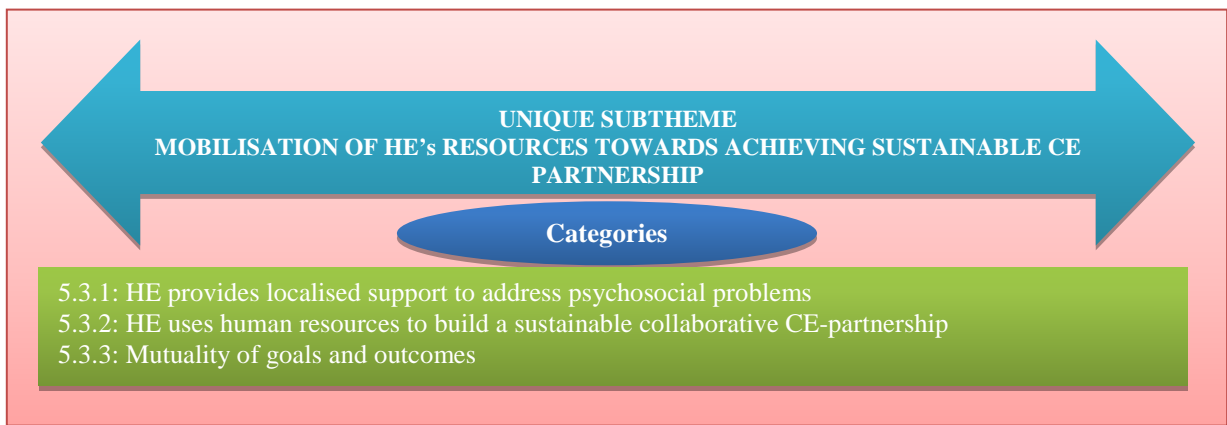 UNIQUE SUBTHEME
MOBILISATION OF HE's RESOURCES TOWARDS ACHIEVING SUSTAINABLE CE
PARTNERSHIP
Categories
5.3.1: HE provides localised support to address psychosocial problems
5.3.2: HE uses human resources to build a sustainable collaborative CE-partnership
5.3.3: Mutuality of goals and outcomes